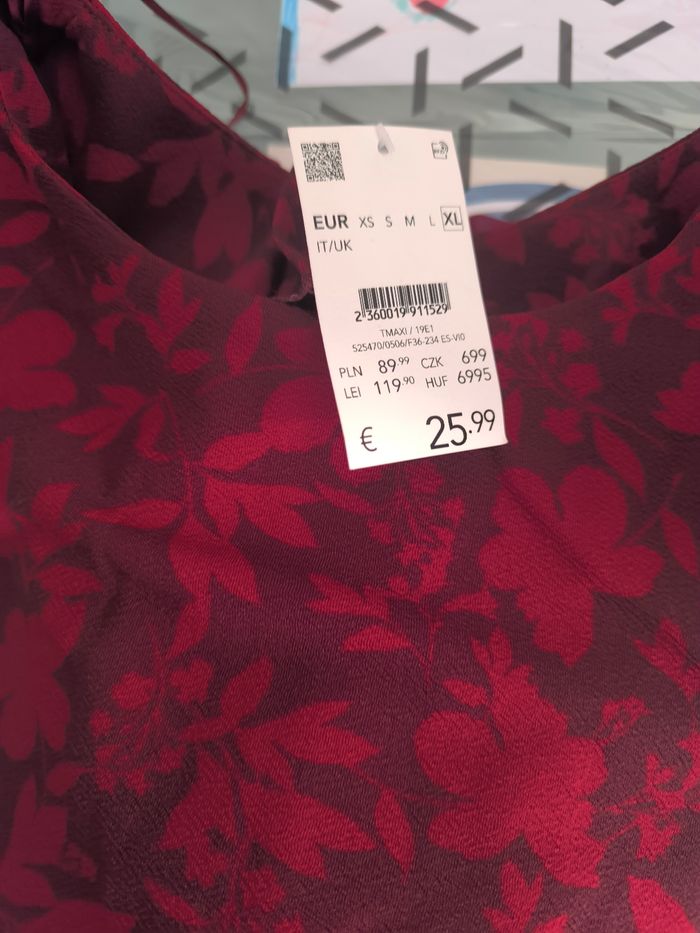 EUR XS S M L XL
IT/UK
2 360019 911529
TMAXI / 19E1
525470/0506/F36-234 ES-VI0
PLN 89.99 CZK 699
LEI 119.90 HUF 6995
€ 25.99